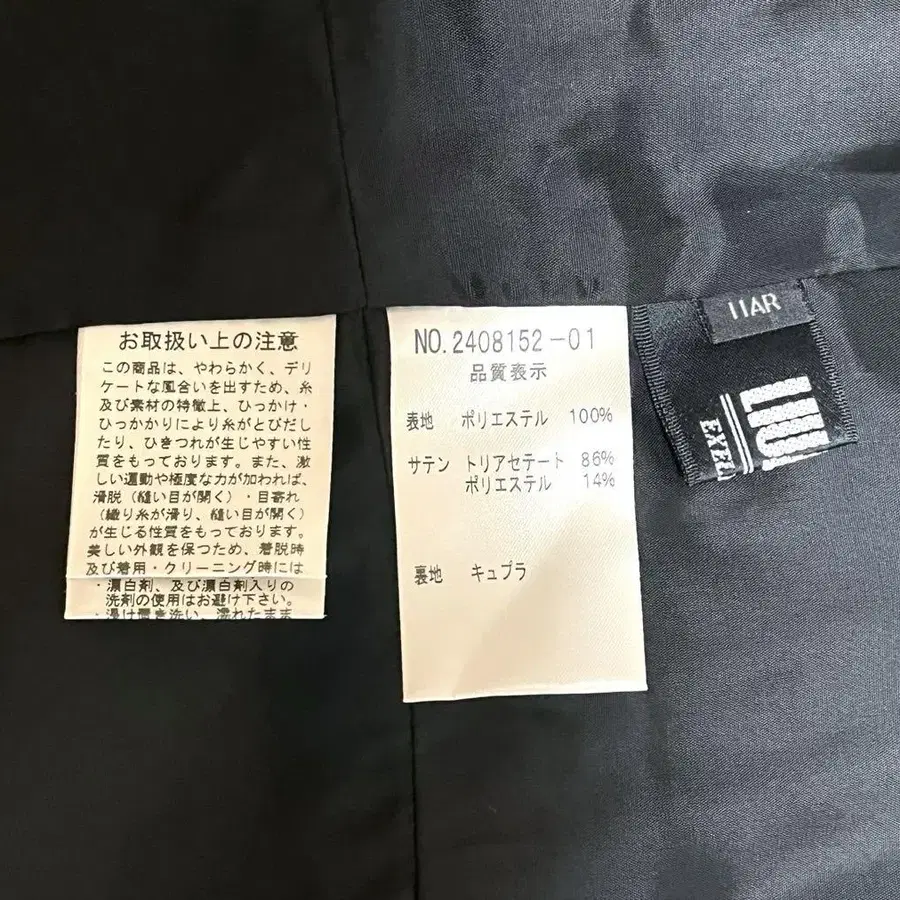 お取扱い上の注意
この商品は、やわらかく、デリ
ケートな風合いを出すため、糸
及び素材の特徴上、ひっかけ・
ひっかかりにより糸がとびだし
たり、ひきつれが生じやすい性
質をもっております。また、激
しい運動や極度な力が加われば、
滑脱（縫い目が開く）・目寄れ
（織り糸が滑り、縫い目が開く）
が生じる性質をもっております。
美しい外観を保つため、着脱時
及び着用・クリーニング時には
・漂白剤、及び漂白剤入りの
洗剤の使用はお避け下さい。
・浸け置き洗い、濡れたまま
NO.2408152-01
品質表示
表地 ポリエステル 100%
サテン トリアセテート 86%
ポリエステル 14%
裏地 キュプラ
11AR